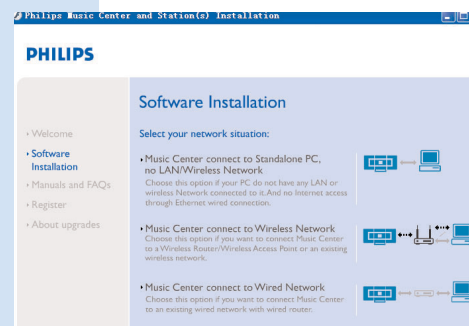 Philips Music Center and Station(s) Installation
PHILIPS
Software Installation
Welcome
Software
Installation
Manuals and FAQs
Register
About upgrades
Select your network situation:
Music Center connect to Standalone PC,
no LAN/Wireless Network
Choose this option if your PC do not have any LAN or
wireless Network connected to it.And no Internet access
through Ethernet wired connection.
Music Center connect to Wireless Network
Choose this option if you want to connect Music Center
to a Wireless Router/Wireless Access Point or an existing
wireless network.
Music Center connect to Wired Network
Choose this option if you want to connect Music Center
to an existing wired network with wired router.